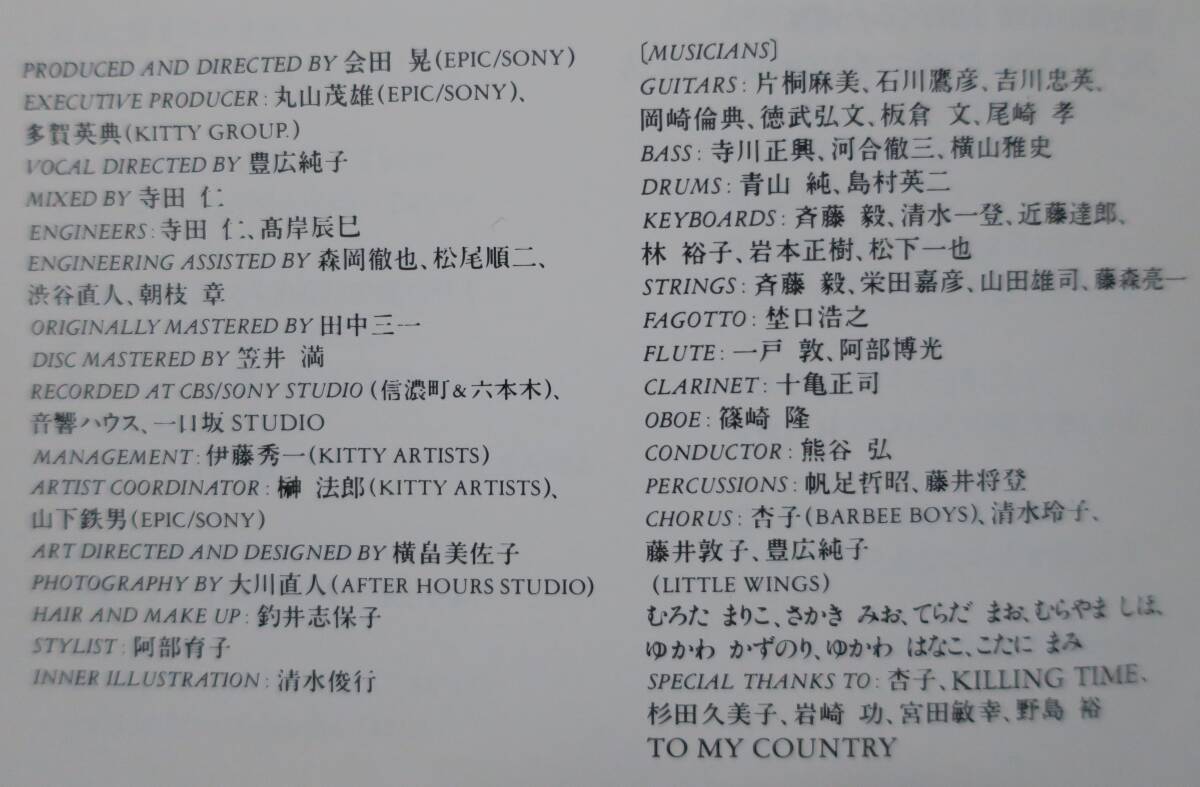 PRODUCED AND DIRECTED BY 会田 晃(EPIC/SONY)
EXECUTIVE PRODUCER:丸山茂雄(EPIC/SONY)、
多賀英典(KITTY GROUP.)
VOCAL DIRECTED BY 豊広純子
MIXED BY 寺田 仁
ENGINEERS:寺田 仁、髙岸辰巳
ENGINEERING ASSISTED BY 森岡徹也、松尾順二、
渋谷直人、朝枝 章
ORIGINALLY MASTERED BY 田中三一
DISC MASTERED BY 笠井 満
RECORDED AT CBS/SONY STUDIO (信濃町&六本木)、
音響ハウス、一口坂STUDIO
MANAGEMENT:伊藤秀一(KITTY ARTISTS)
ARTIST COORDINATOR:榊 法郎(KITTY ARTISTS)、
山下鉄男(EPIC/SONY)
ART DIRECTED AND DESIGNED BY 横畠美佐子
PHOTOGRAPHY BY 大川直人(AFTER HOURS STUDIO)
HAIR AND MAKE UP:釣井志保子
STYLIST:阿部育子
INNER ILLUSTRATION:清水俊行
〔MUSICIANS〕
GUITARS:片桐麻美、石川鷹彦、吉川忠英、
岡崎倫典、徳武弘文、板倉 文、尾崎 孝
BASS:寺川正興、河合徹三、横山雅史
DRUMS:青山 純、島村英二
KEYBOARDS:斉藤 毅、清水一登、近藤達郎、
林 裕子、岩本正樹、松下一也
STRINGS:斉藤 毅、栄田嘉彦、山田雄司、藤森亮一
FAGOTTO:埜口浩之
FLUTE:一戸 敦、阿部博光
CLARINET:十亀正司
OBOE:篠崎 隆
CONDUCTOR:熊谷 弘
PERCUSSIONS:帆足哲昭、藤井将登
CHORUS:杏子(BARBEE BOYS)、清水玲子、
藤井敦子、豊広純子
(LITTLE WINGS)
むろた まりこ、さかき みお、てらだ まお、むらやま しほ、
ゆかわ かずのり、ゆかわ はなこ、こたに まみ
SPECIAL THANKS TO:杏子、KILLING TIME、
杉田久美子、岩崎 功、宮田敏幸、野島 裕
TO MY COUNTRY